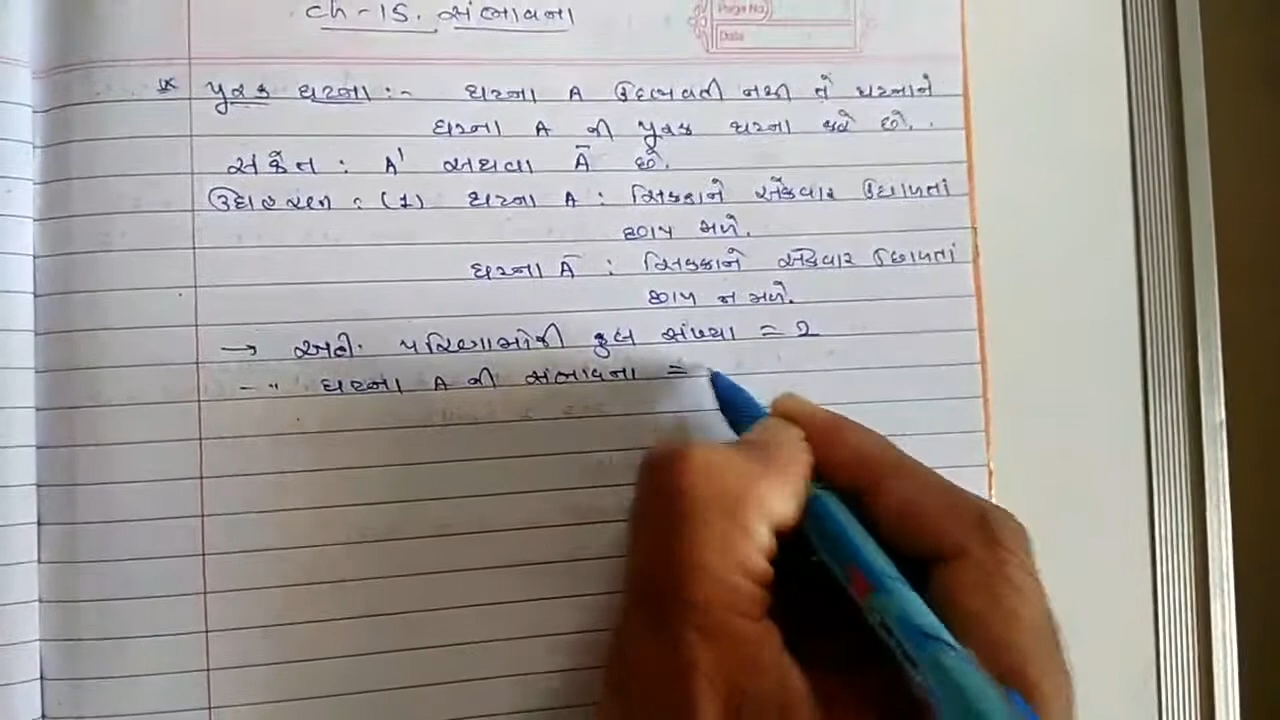 ch - 15. સંભાવના
Page No.
Date
* પુરક ઘટના :- ઘટના A ઉદ્દભવતી નથી તે ઘટનાને
ઘટના A ની પુરક ઘટના કહે છે.
સંકેત : A' અથવા Ā છે.
ઉદાહરણ : (1) ઘટના A : સિક્કાને એકવાર ઉછાળતાં
છાપ મળે.
ઘટના Ā : સિક્કાને એકવાર ઉછાળતાં
છાપ ન મળે.
→ અહીં પરિણામોની કુલ સંખ્યા = 2
ઘટના A ની સંભાવના =